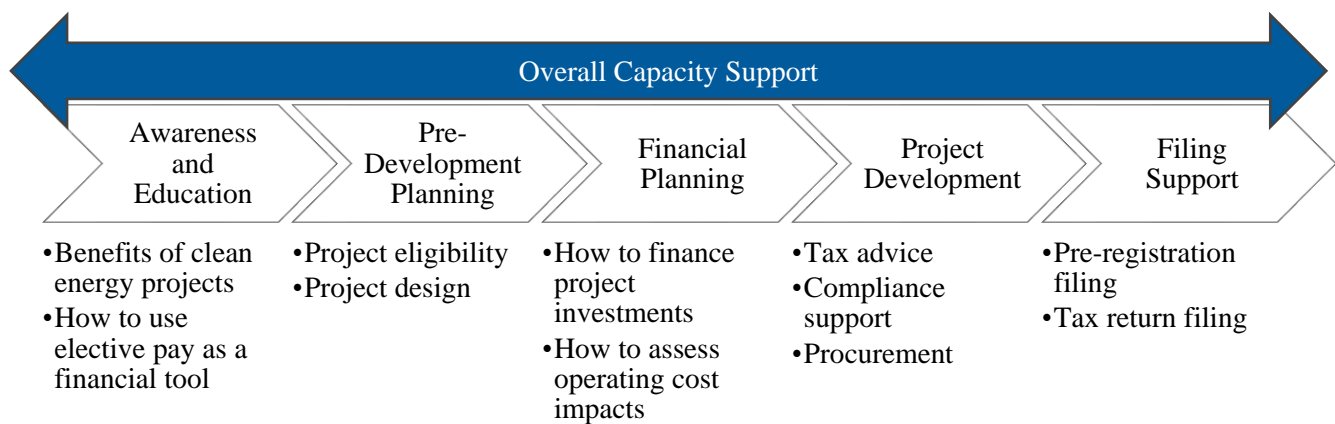 Overall Capacity Support
Awareness
and
Education
Pre-
Development
Planning
Financial
Planning
Project
Development
Filing
Support
•Benefits of clean
energy projects
•How to use
elective pay as a
financial tool
•Project eligibility
•Project design
•How to finance
project
investments
•How to assess
operating cost
impacts
•Tax advice
•Compliance
support
•Procurement
•Pre-registration
filing
•Tax return filing